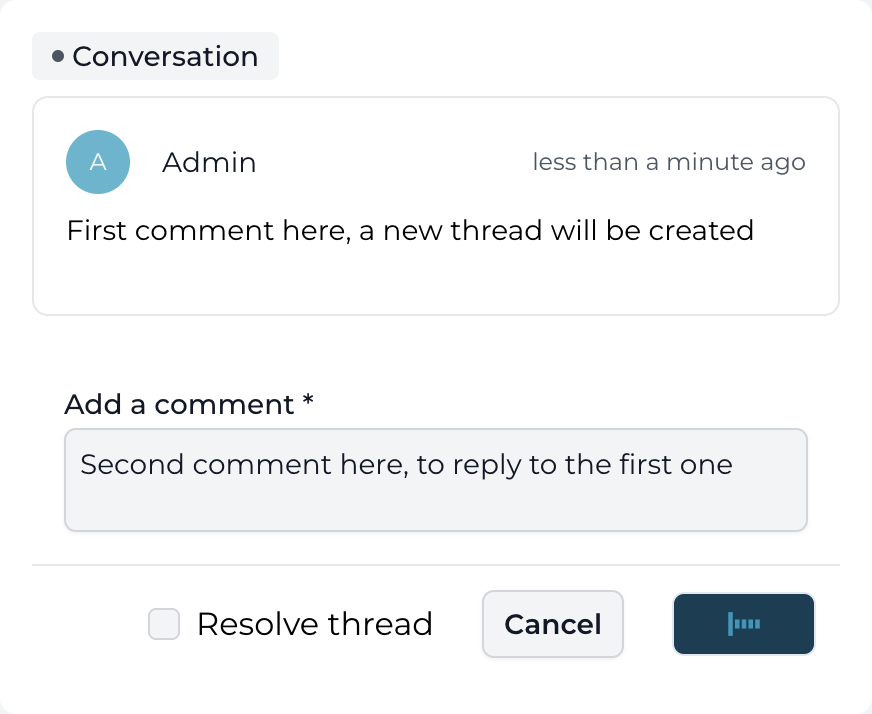 Conversation
A
Admin
less than a minute ago
First comment here, a new thread will be created
Add a comment *
Second comment here, to reply to the first one
Resolve thread
Cancel